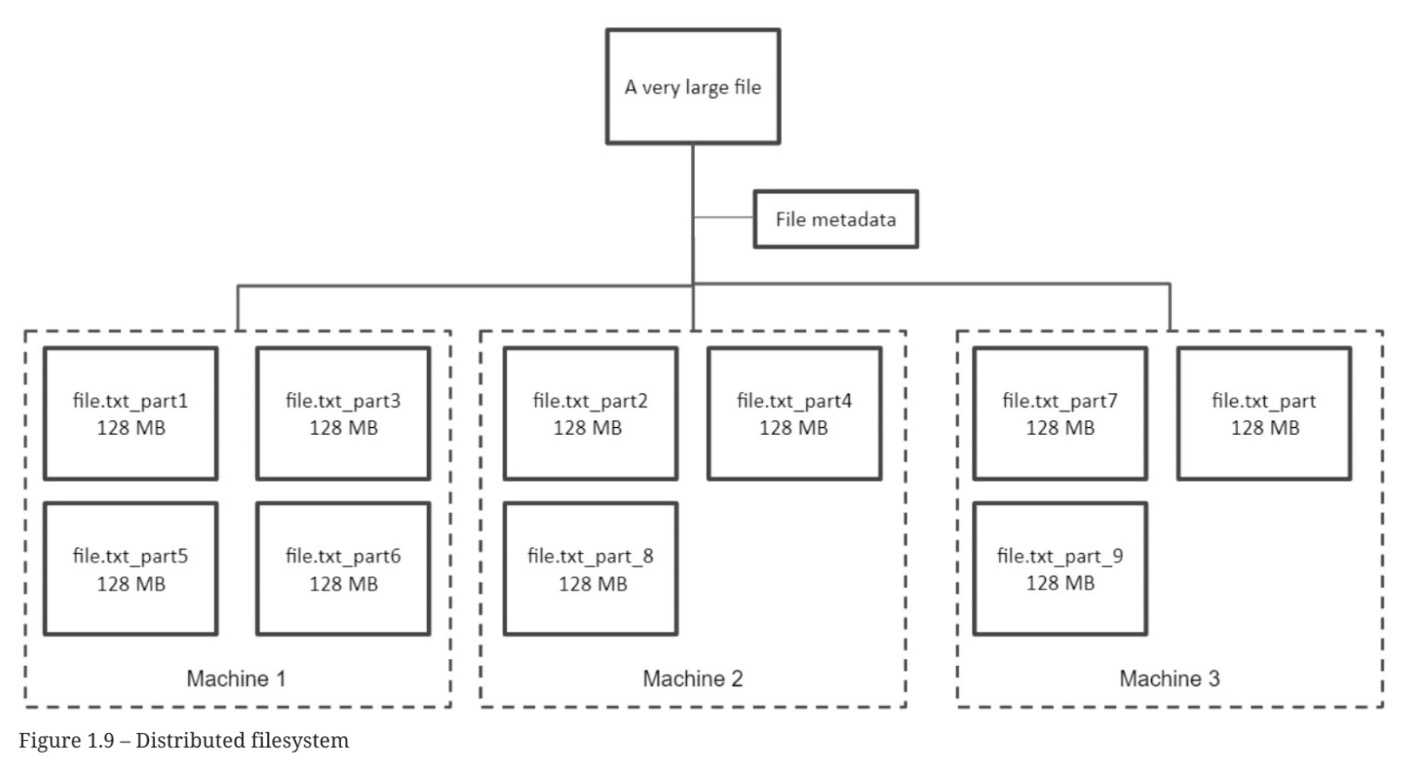 A very large file
File metadata
file.txt_part1
128 MB
file.txt_part3
128 MB
file.txt_part5
128 MB
file.txt_part6
128 MB
Machine 1
file.txt_part2
128 MB
file.txt_part4
128 MB
file.txt_part_8
128 MB
Machine 2
file.txt_part7
128 MB
file.txt_part
128 MB
file.txt_part_9
128 MB
Machine 3
Figure 1.9 – Distributed filesystem